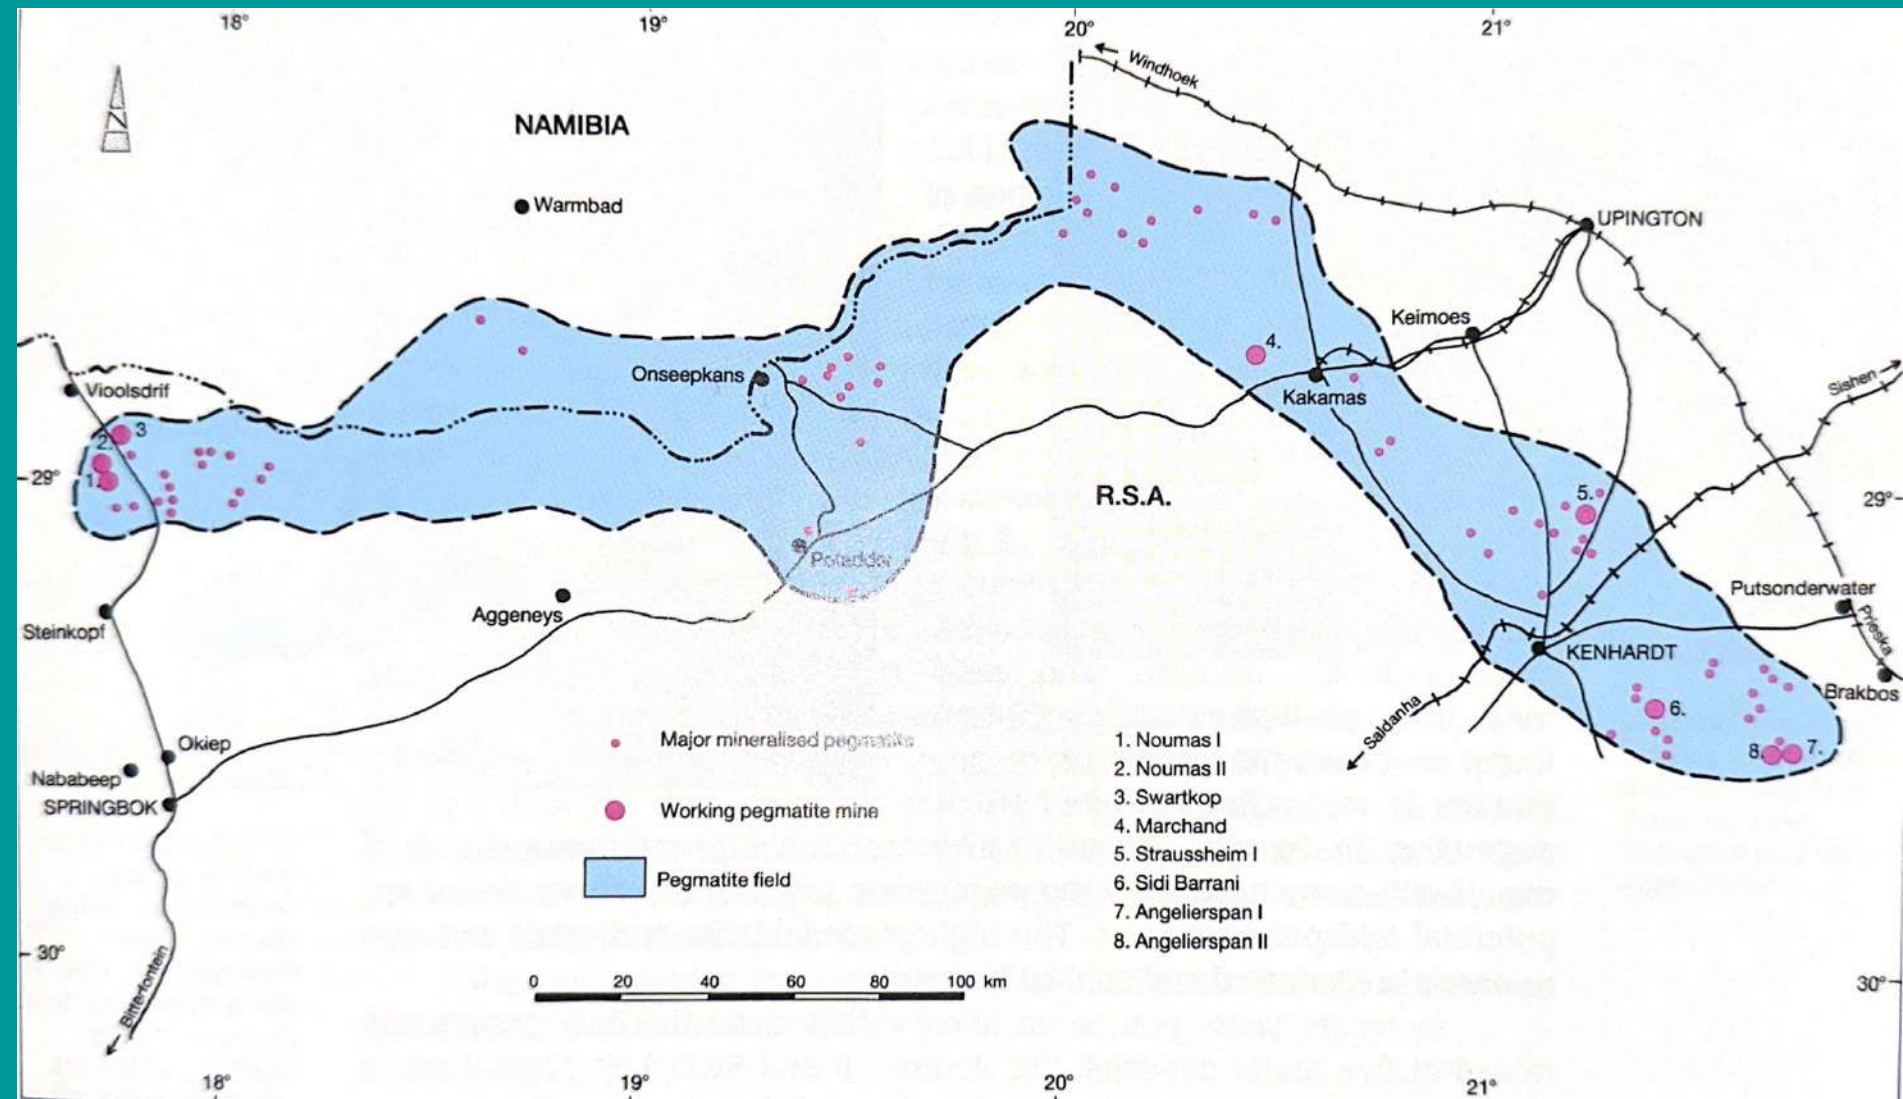 18°
19°
20°
21°
N
Windhoek
NAMIBIA
Warmbad
UPINGTON
Keimoes
4.
Onseepkans
Kakamas
Sishen
Vioolsdrif
3
2.
1.
29°
R.S.A.
5.
29°
Pofadder
Aggeneys
Putsonderwater
Prieska
Steinkopf
KENHARDT
Brakbos
6.
Saldanha
8.
7.
Okiep
Nababeep
SPRINGBOK
Major mineralised pegmatite
Working pegmatite mine
Pegmatite field
1. Noumas I
2. Noumas II
3. Swartkop
4. Marchand
5. Straussheim I
6. Sidi Barrani
7. Angelierspan I
8. Angelierspan II
30°
Bitterfontein
0 20 40 60 80 100 km
30°
18°
19°
20°
21°